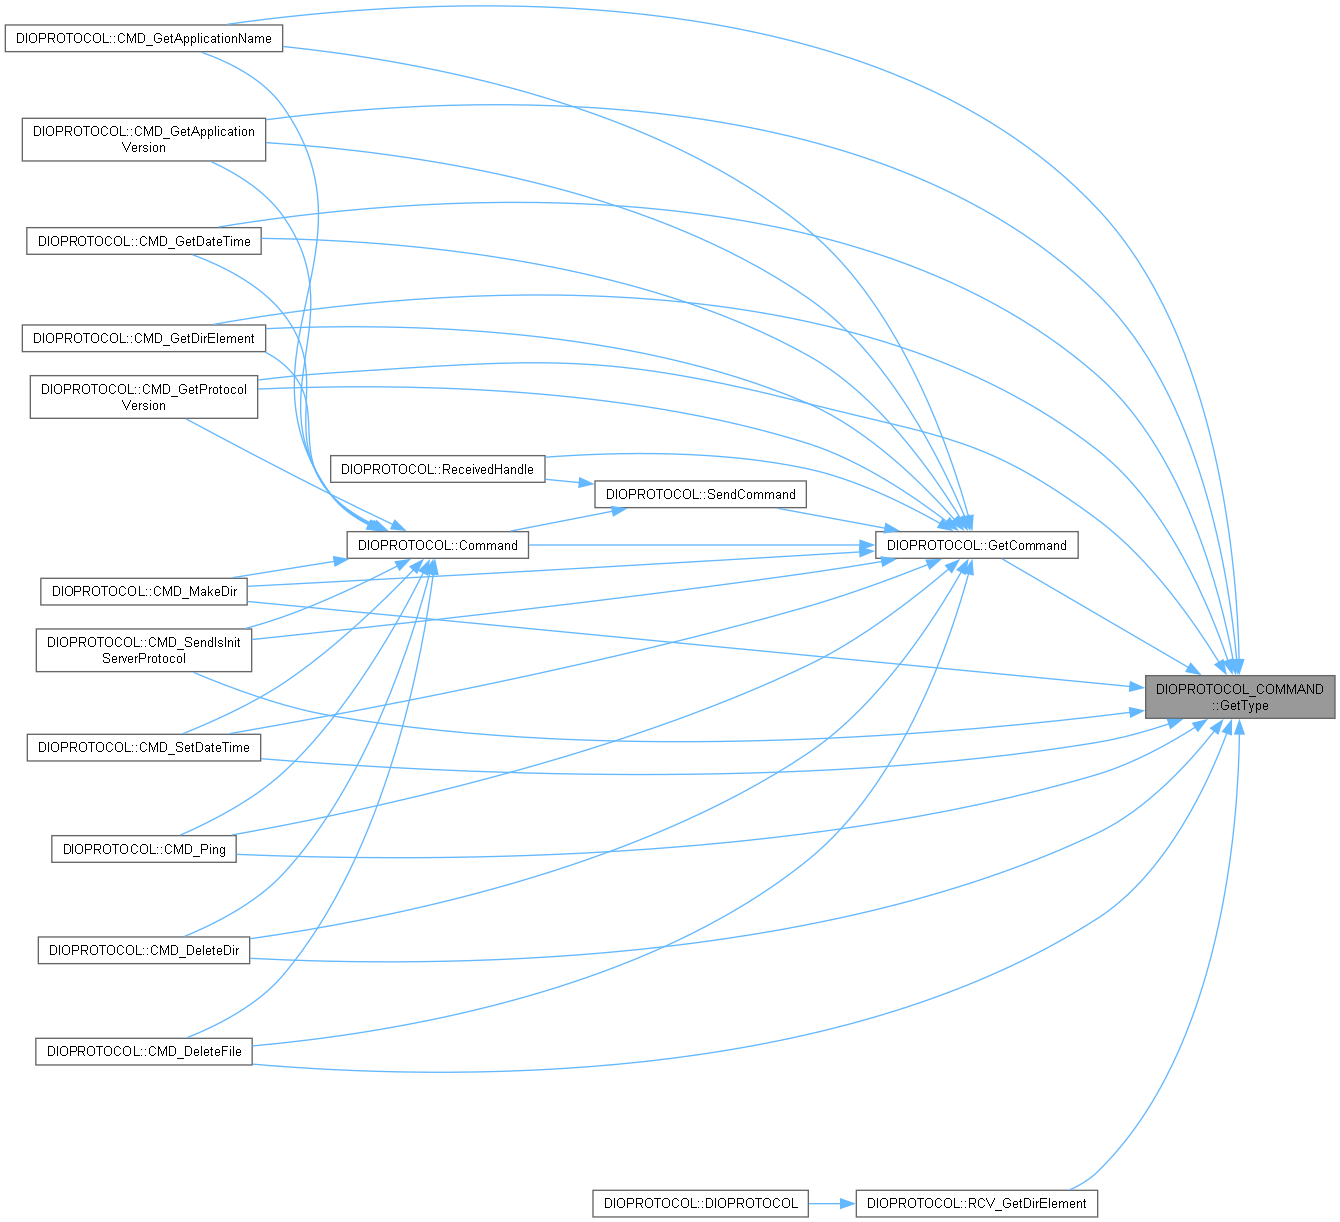 DIOPROTOCOL::CMD_GetApplicationName
DIOPROTOCOL::CMD_GetApplication
Version
DIOPROTOCOL::CMD_GetDateTime
DIOPROTOCOL::CMD_GetDirElement
DIOPROTOCOL::CMD_GetProtocol
Version
DIOPROTOCOL::ReceivedHandle
DIOPROTOCOL::SendCommand
DIOPROTOCOL::Command
DIOPROTOCOL::GetCommand
DIOPROTOCOL::CMD_MakeDir
DIOPROTOCOL::CMD_SendIsInit
ServerProtocol
DIOPROTOCOL_COMMAND
::GetType
DIOPROTOCOL::CMD_SetDateTime
DIOPROTOCOL::CMD_Ping
DIOPROTOCOL::CMD_DeleteDir
DIOPROTOCOL::CMD_DeleteFile
DIOPROTOCOL::DIOPROTOCOL
DIOPROTOCOL::RCV_GetDirElement